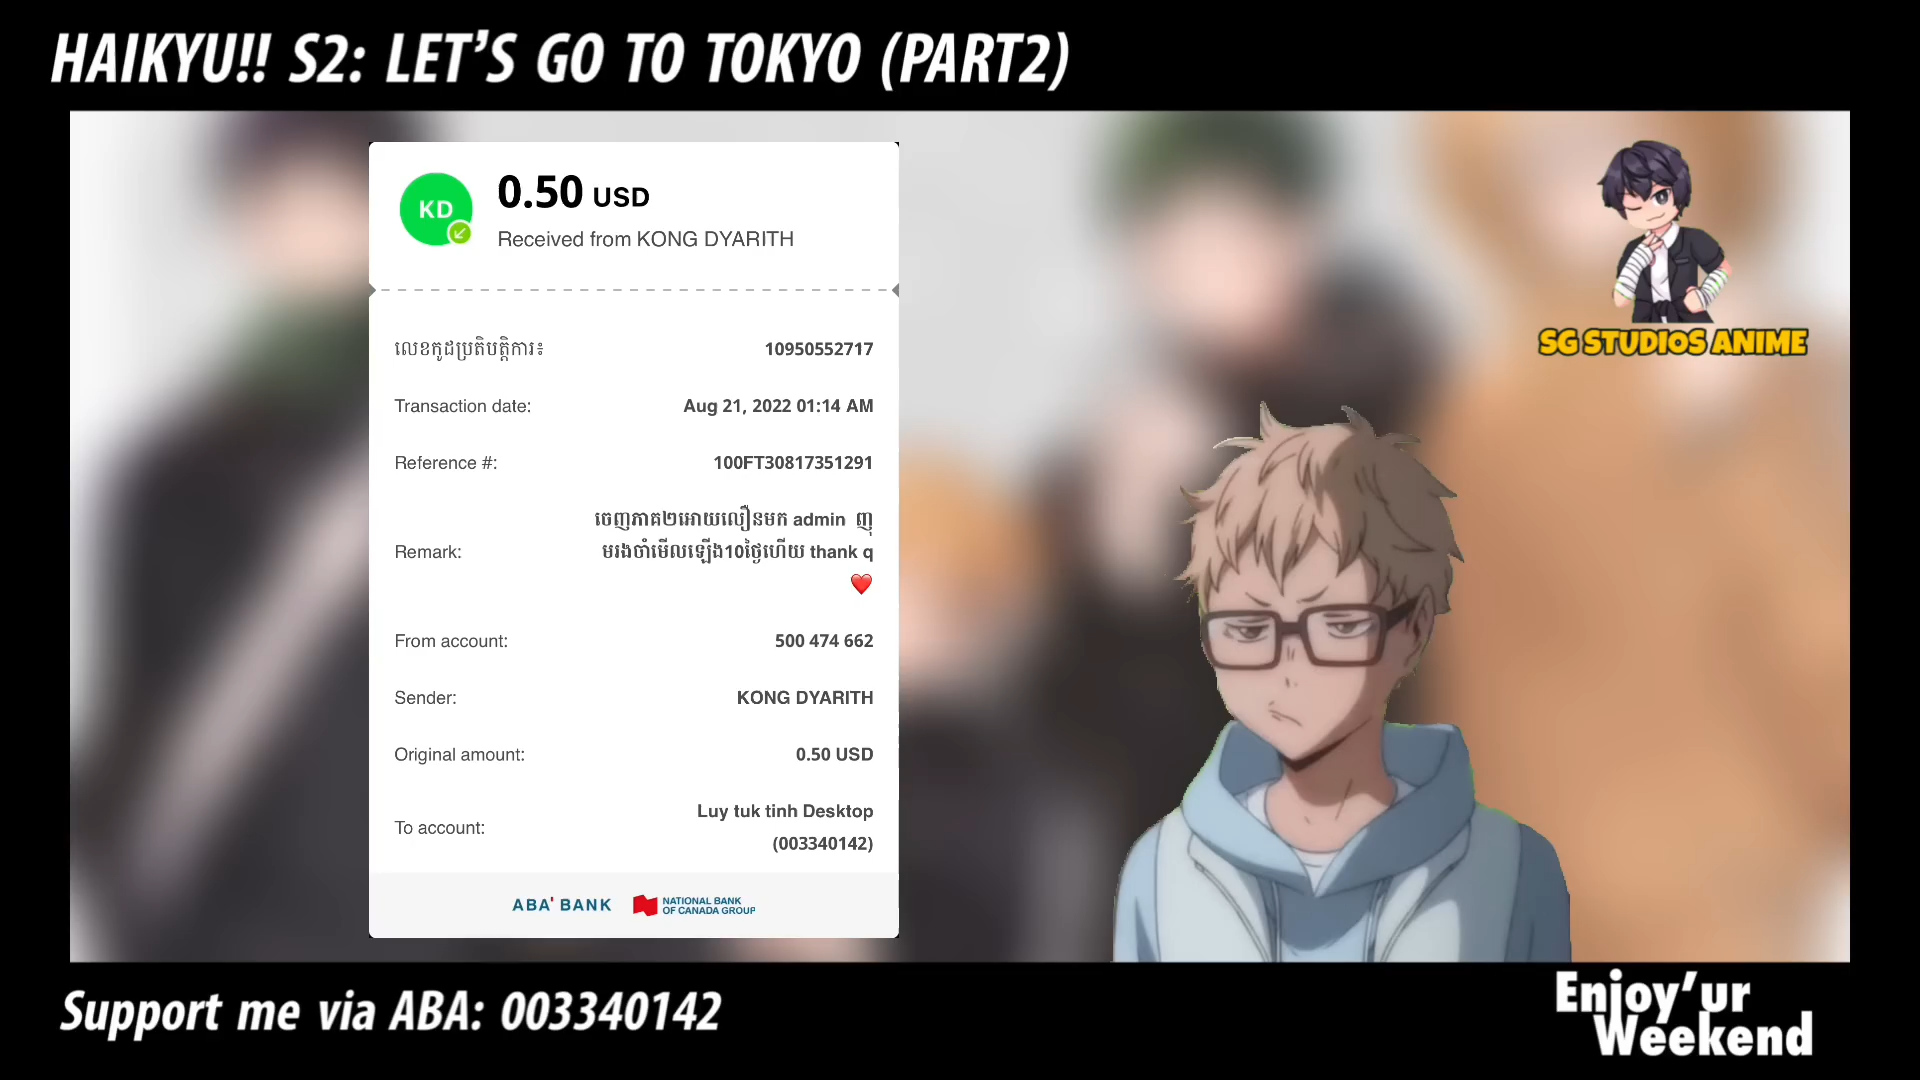 HAIKYU!! S2: LET'S GO TO TOKYO (PART2)
KD
0.50 USD
Received from KONG DYARITH
លេខកូដប្រតិបត្តិការ៖ 10950552717
Transaction date: Aug 21, 2022 01:14 AM
Reference #: 100FT30817351291
Remark: ចេញភាគ២អោយលឿនមក admin ញុ
មរងចាំមើលឡើង10ថ្ងៃហើយ thank q
❤️
From account: 500 474 662
Sender: KONG DYARITH
Original amount: 0.50 USD
To account: Luy tuk tinh Desktop
(003340142)
ABA' BANK
NATIONAL BANK
OF CANADA GROUP
SG STUDIOS ANIME
Support me via ABA: 003340142
Enjoy'ur
Weekend